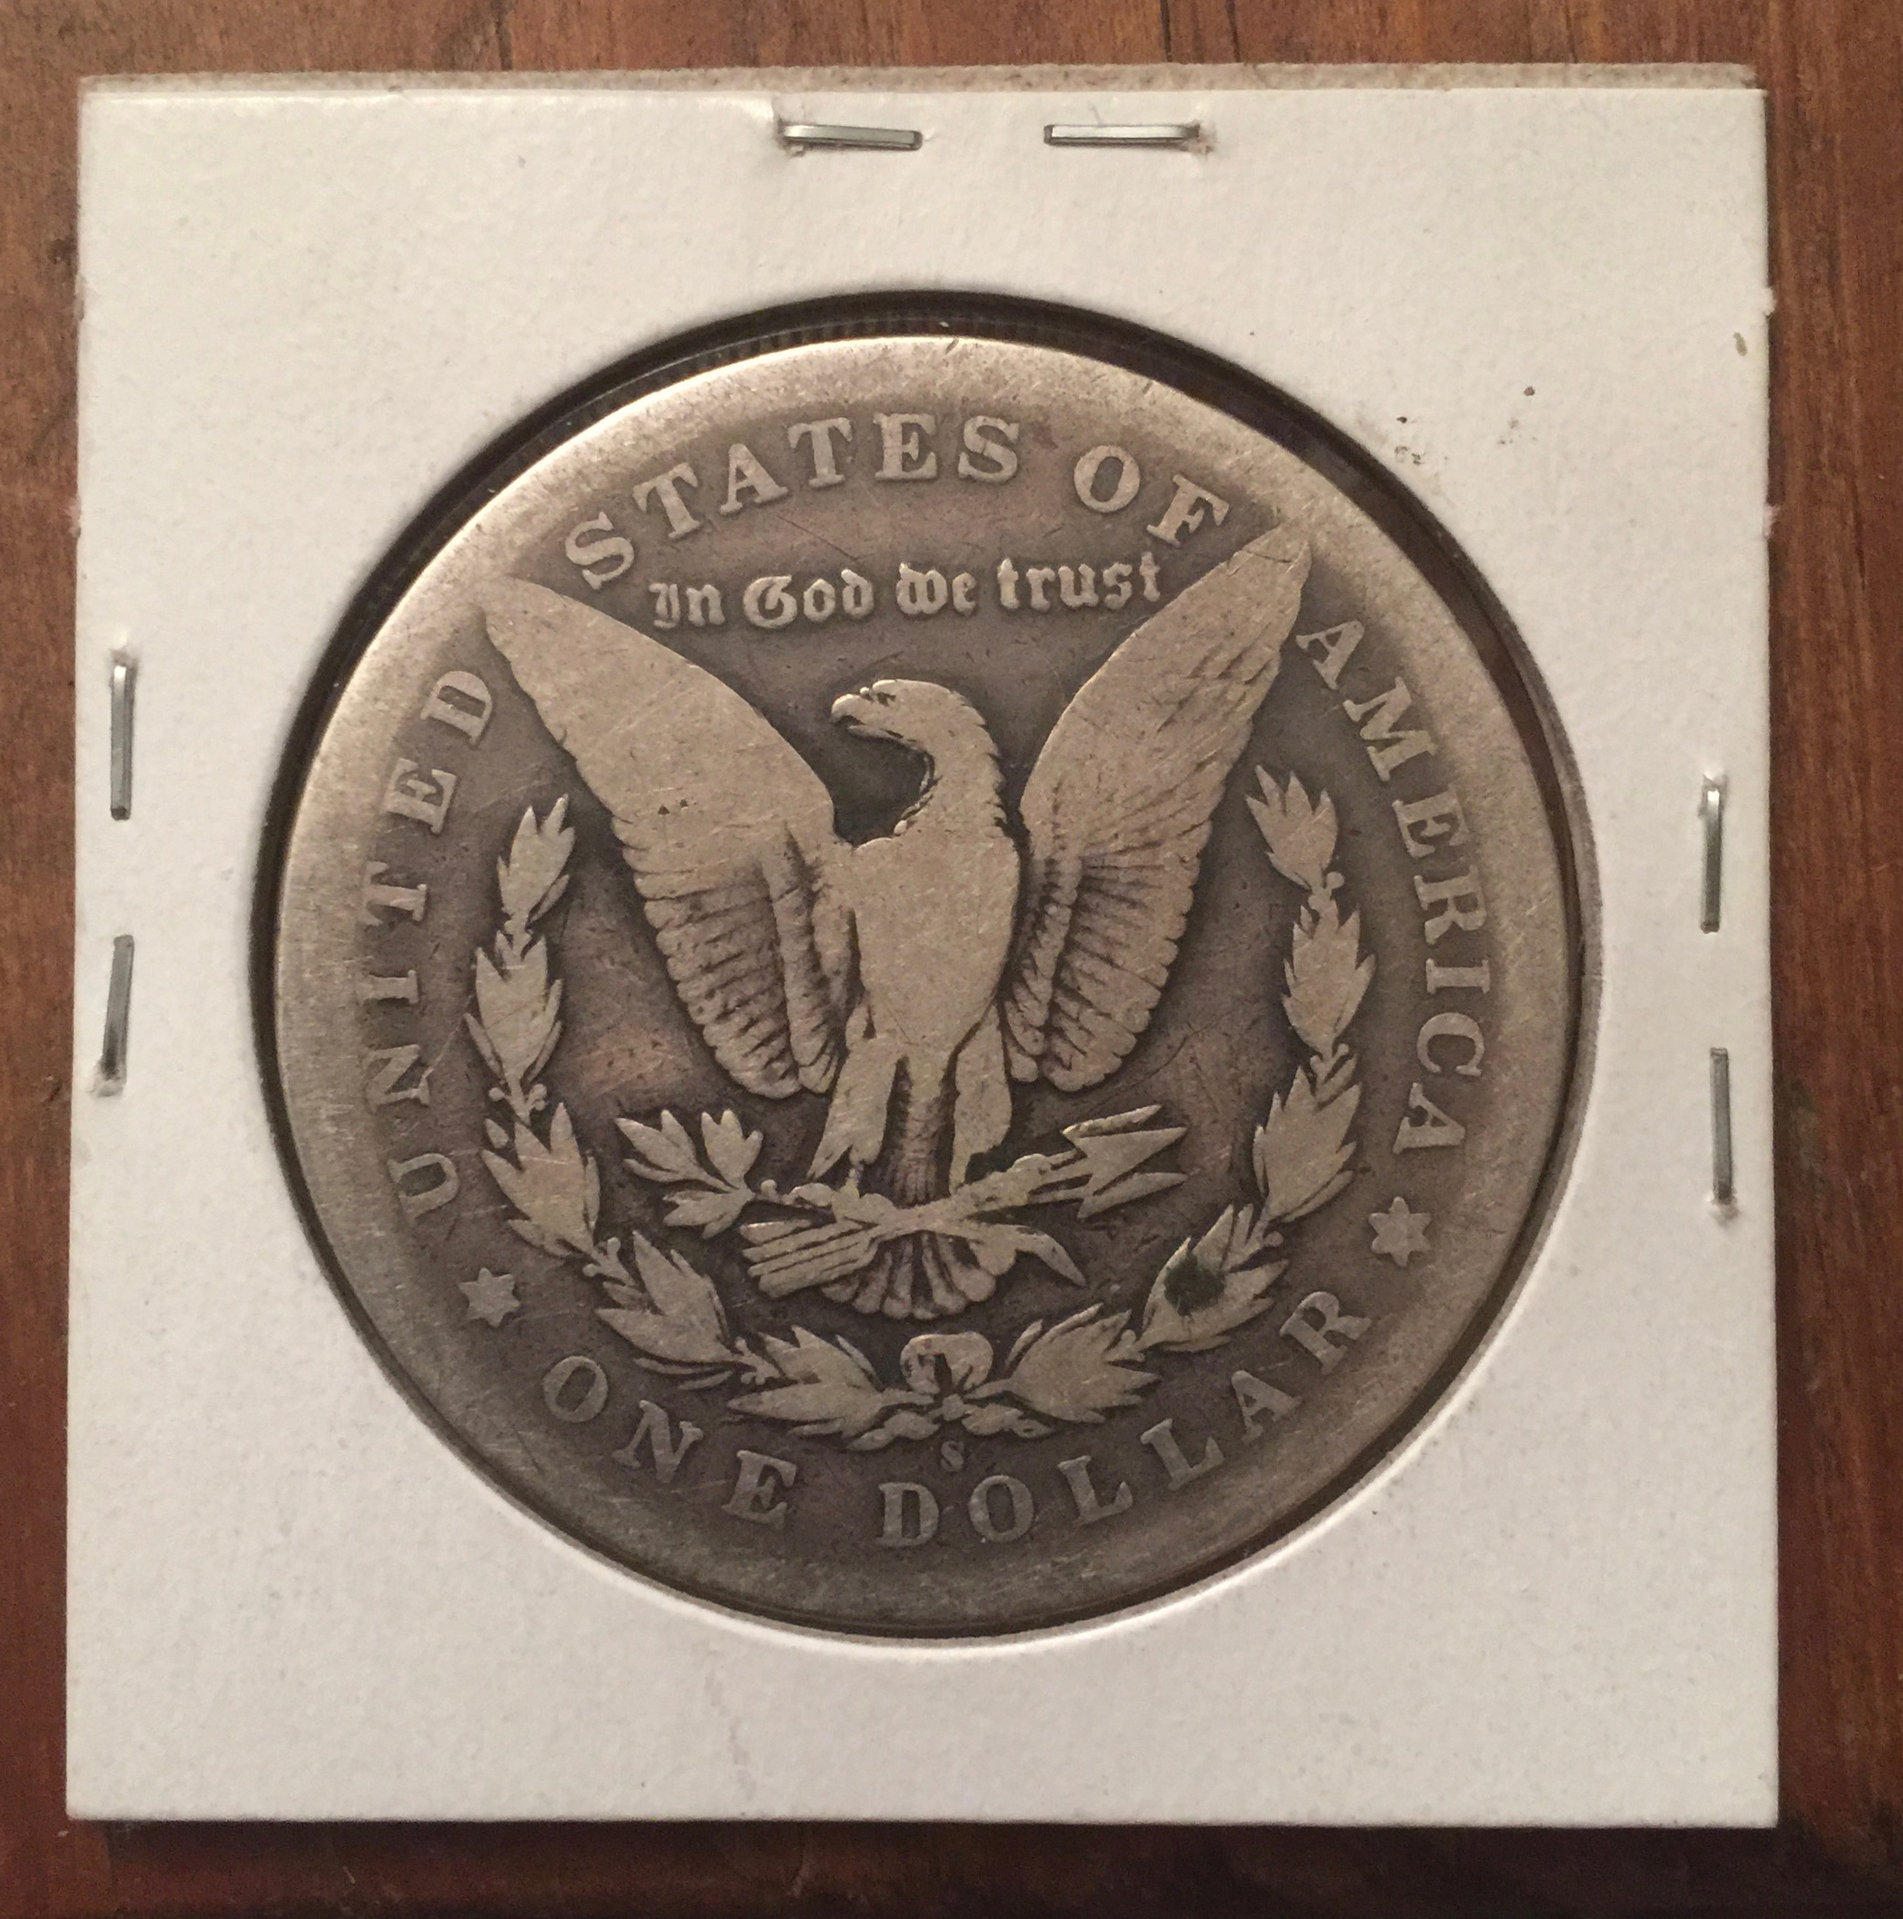 UNITED STATES OF AMERICA
In God we trust
S
ONE DOLLAR